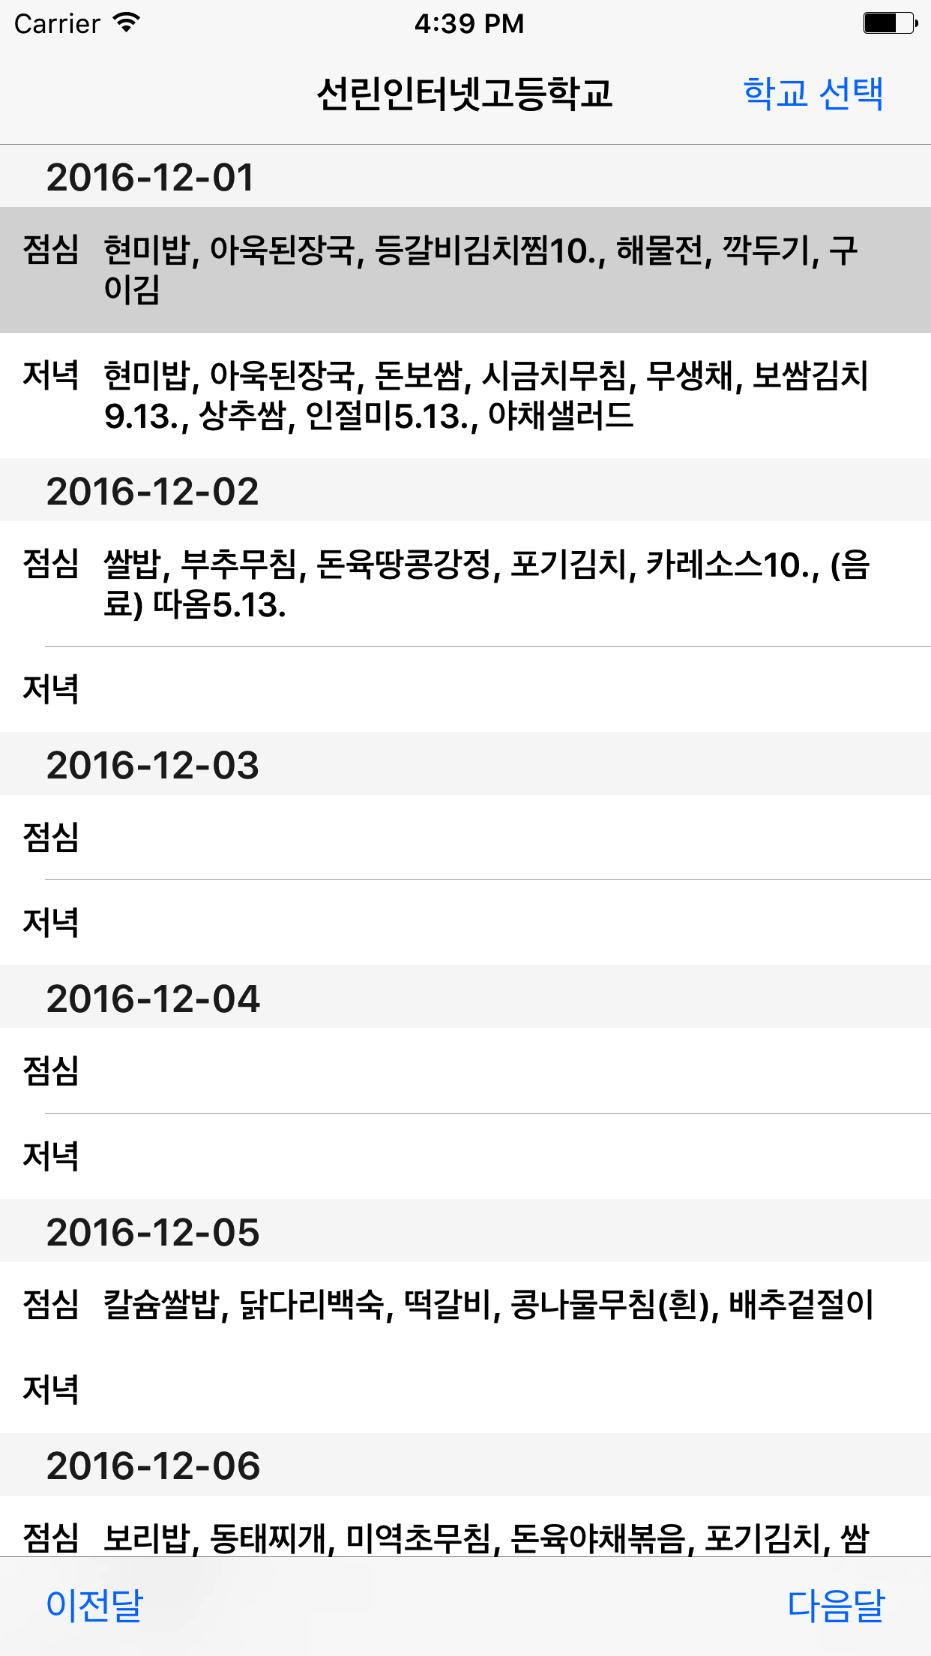 Carrier 4:39 PM
선린인터넷고등학교 학교 선택
2016-12-01
점심 현미밥, 아욱된장국, 등갈비김치찜10., 해물전, 깍두기, 구
이김
저녁 현미밥, 아욱된장국, 돈보쌈, 시금치무침, 무생채, 보쌈김치
9.13., 상추쌈, 인절미5.13., 야채샐러드
2016-12-02
점심 쌀밥, 부추무침, 돈육땅콩강정, 포기김치, 카레소스10., (음
료) 따옴5.13.
저녁
2016-12-03
점심
저녁
2016-12-04
점심
저녁
2016-12-05
점심 칼슘쌀밥, 닭다리백숙, 떡갈비, 콩나물무침(흰), 배추겉절이
저녁
2016-12-06
점심 보리밥, 동태찌개, 미역초무침, 돈육야채볶음, 포기김치, 쌈
이전달 다음달